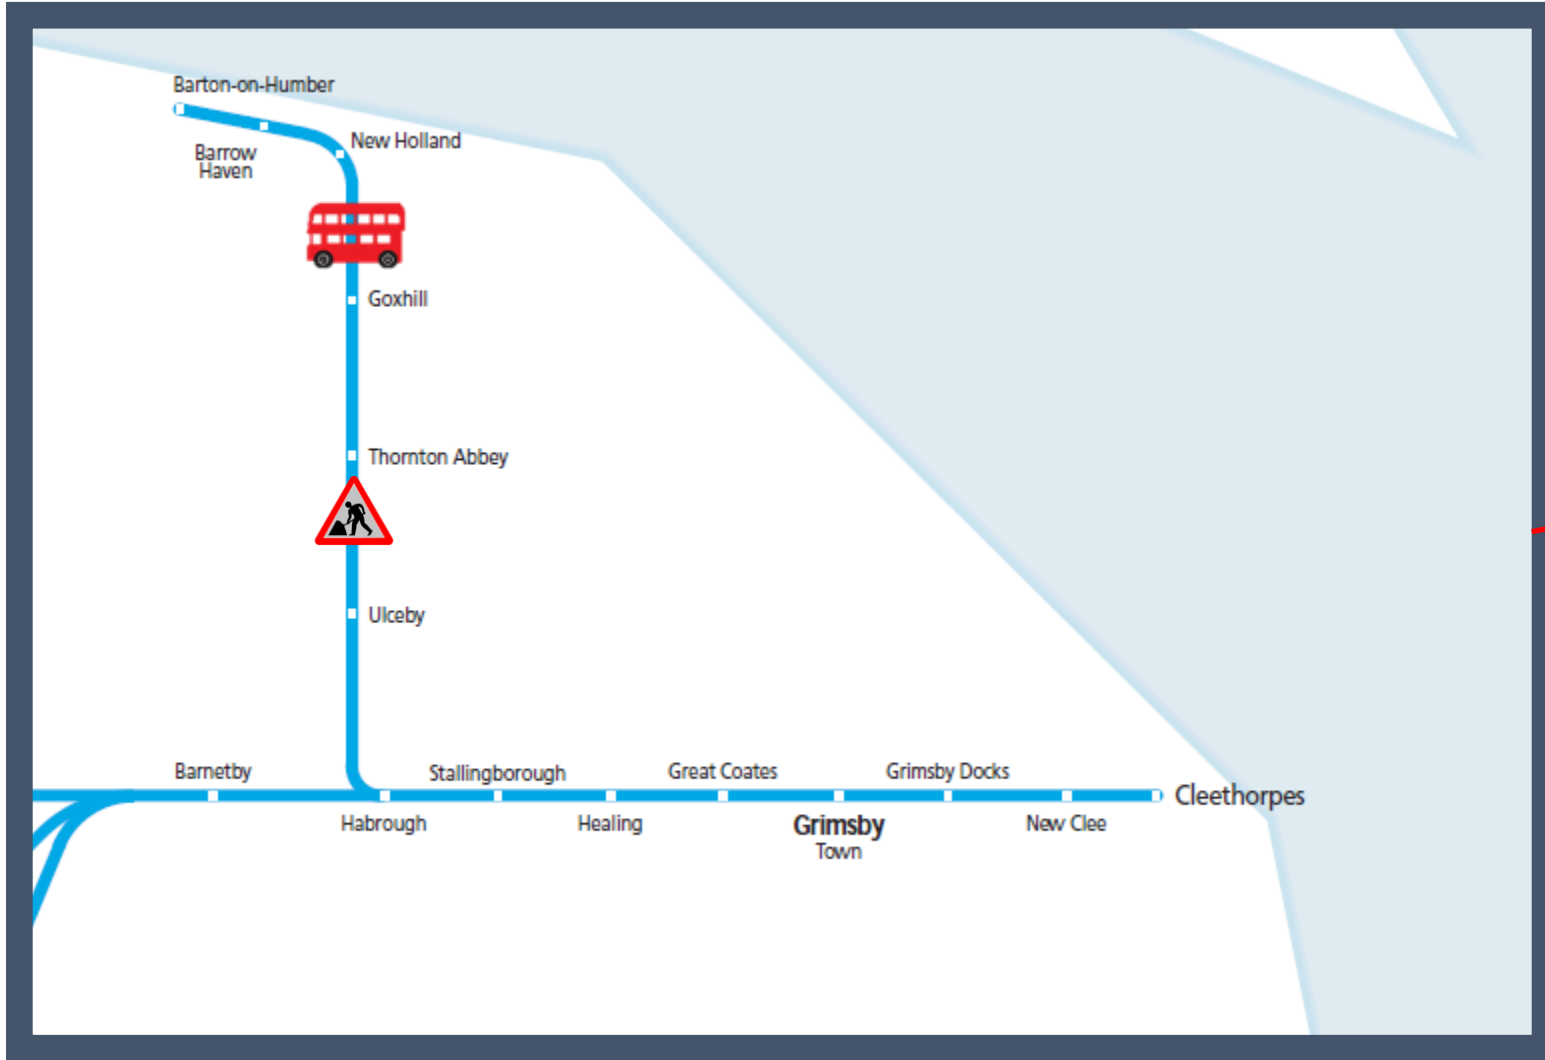 Barton-on-Humber
New Holland
Barrow
Haven
Goxhill
Thornton Abbey
Ulceby
Barnetby
Stallingborough
Great Coates
Grimsby Docks
Cleethorpes
Habrough
Healing
Grimsby
Town
New Clee